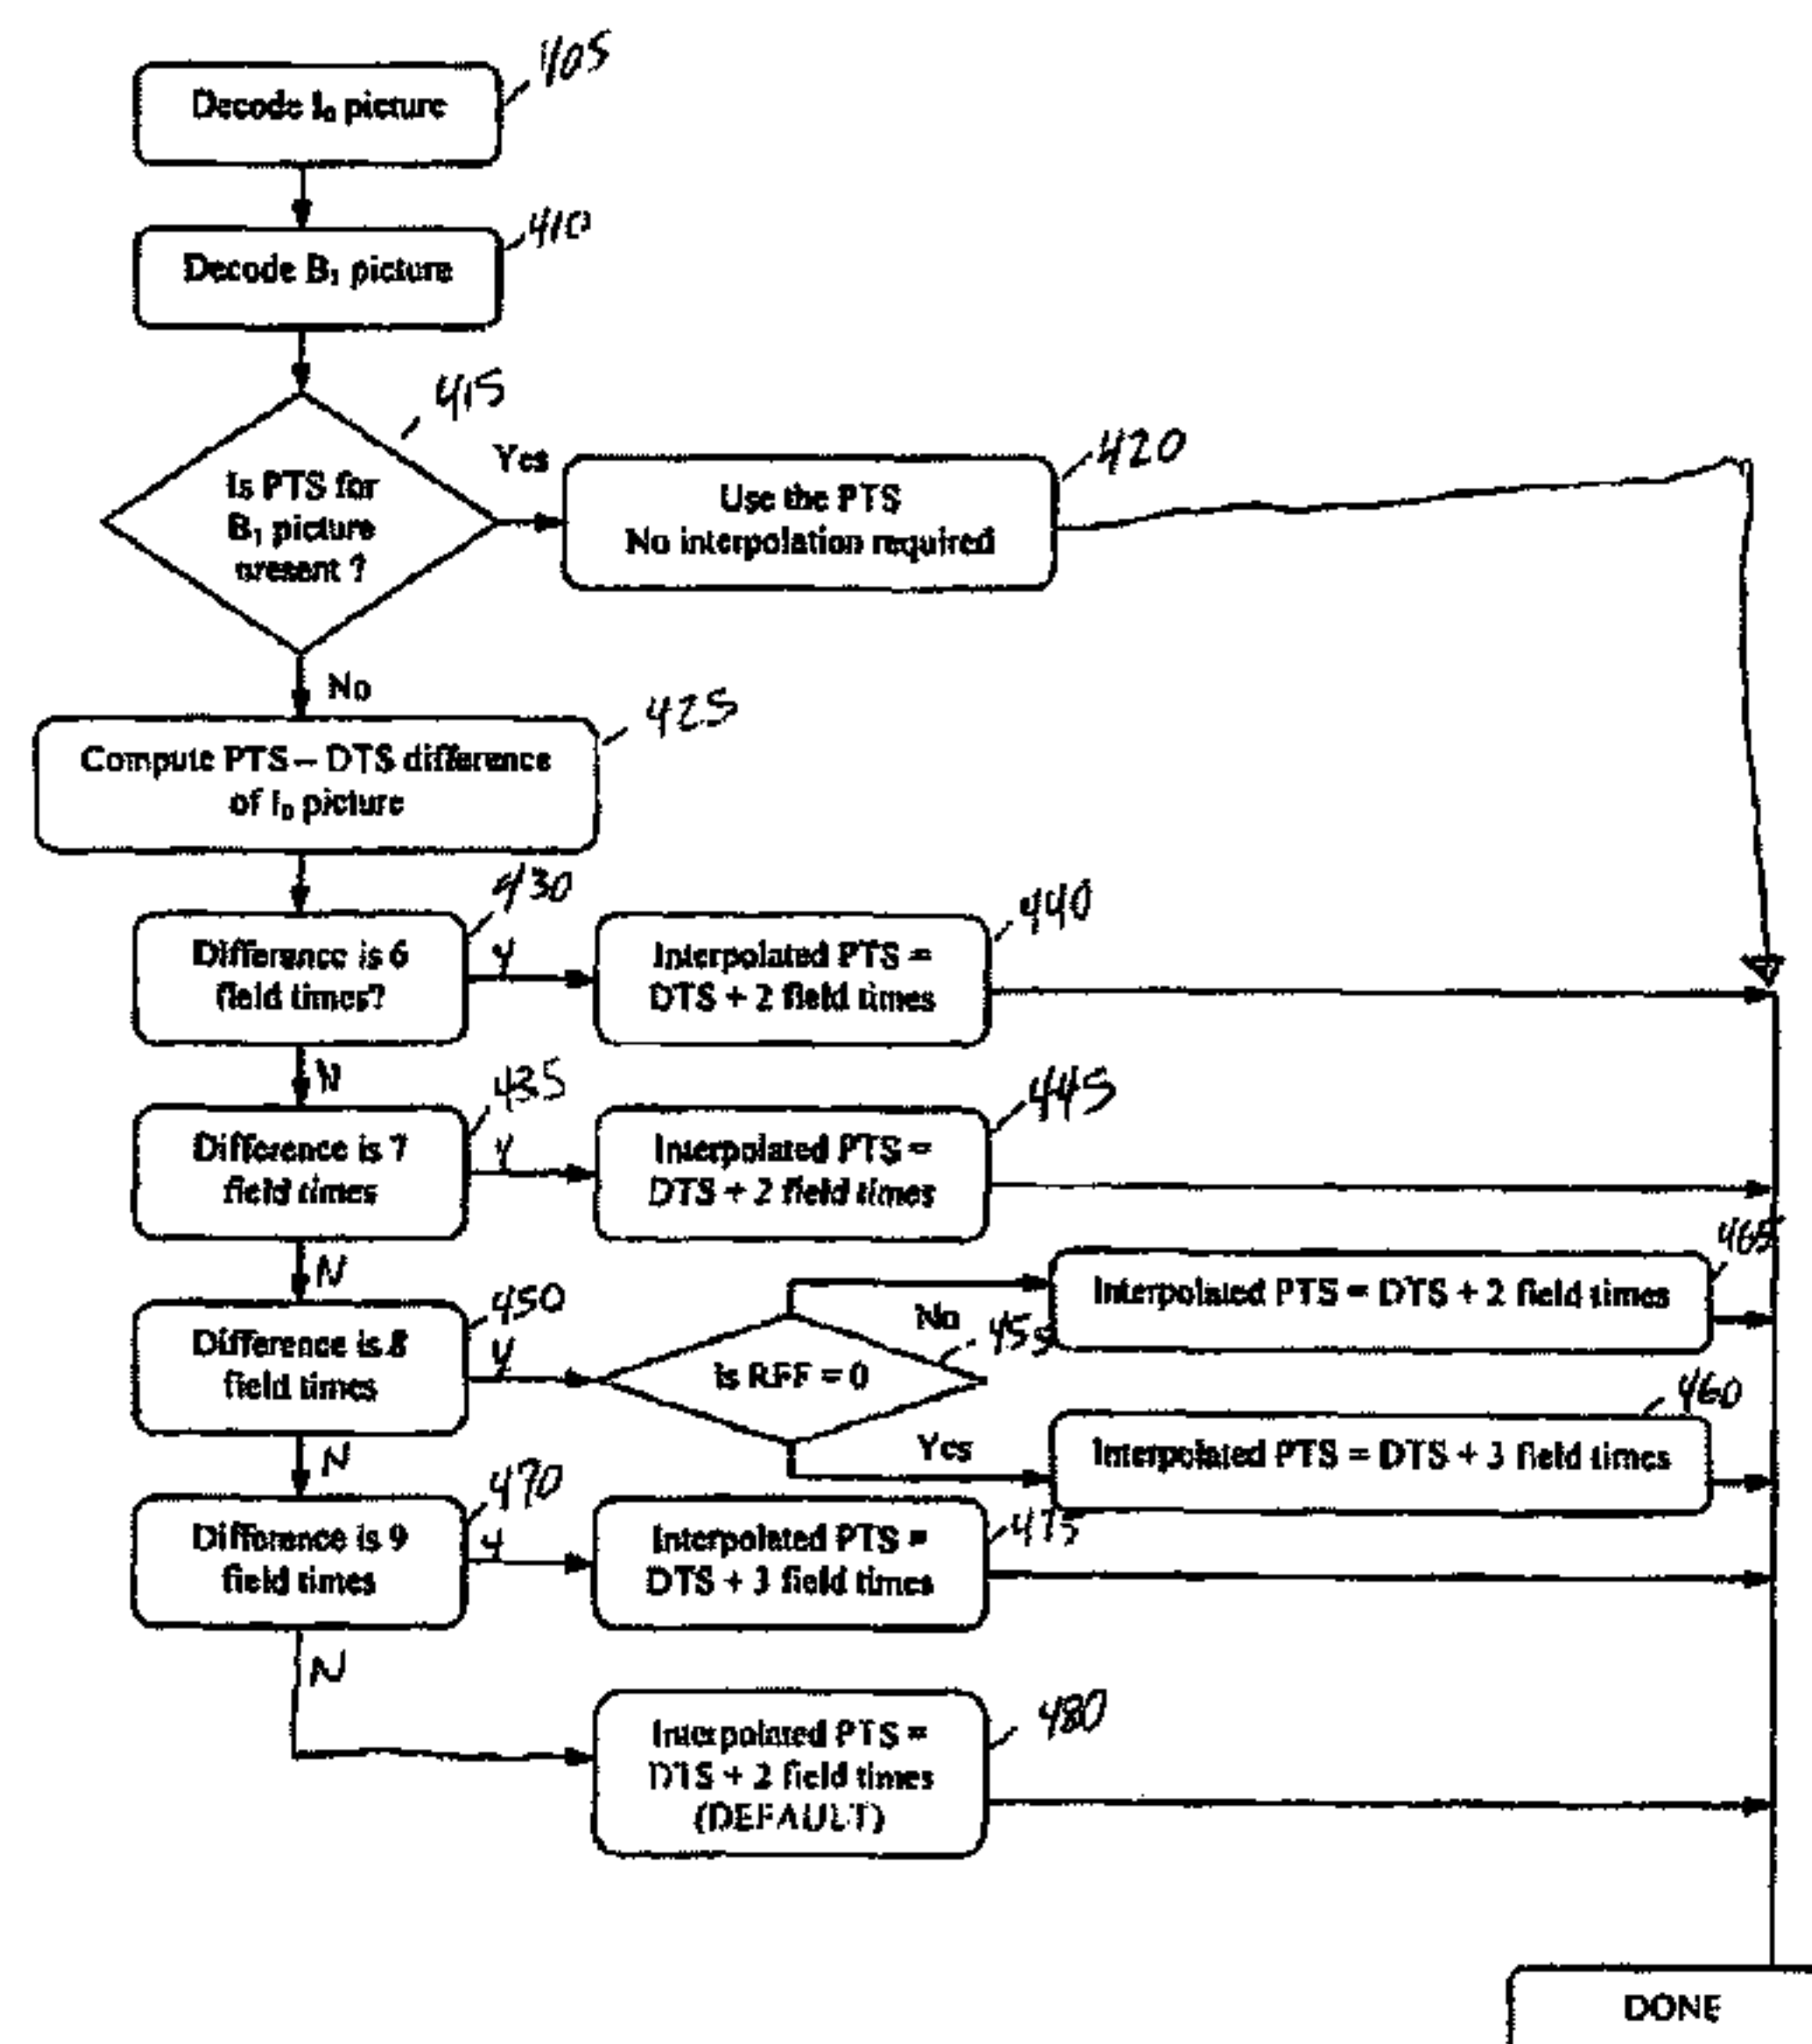 405
Decode I₀ picture
410
Decode B₁ picture
415
Is PTS for
B₁ picture
present ?
Yes
420
Use the PTS
No interpolation required
No
425
Compute PTS – DTS difference
of I₀ picture
430
Difference is 6
field times?
Y
440
Interpolated PTS =
DTS + 2 field times
N
435
Difference is 7
field times
Y
445
Interpolated PTS =
DTS + 2 field times
N
450
Difference is 8
field times
Y
455
is RFF = 0
No
465
Interpolated PTS = DTS + 2 field times
Yes
460
Interpolated PTS = DTS + 3 field times
N
470
Difference is 9
field times
Y
475
Interpolated PTS =
DTS + 3 field times
N
480
Interpolated PTS =
DTS + 2 field times
(DEFAULT)
DONE